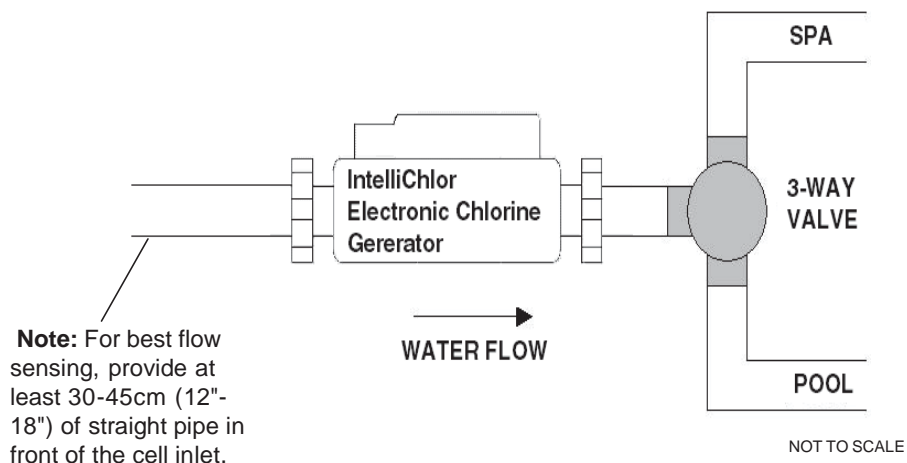 SPA
IntelliChlor
Electronic Chlorine
Gererator
3-WAY
VALVE
WATER FLOW
Note: For best flow
sensing, provide at
least 30-45cm (12"-
18") of straight pipe in
front of the cell inlet.
POOL
NOT TO SCALE